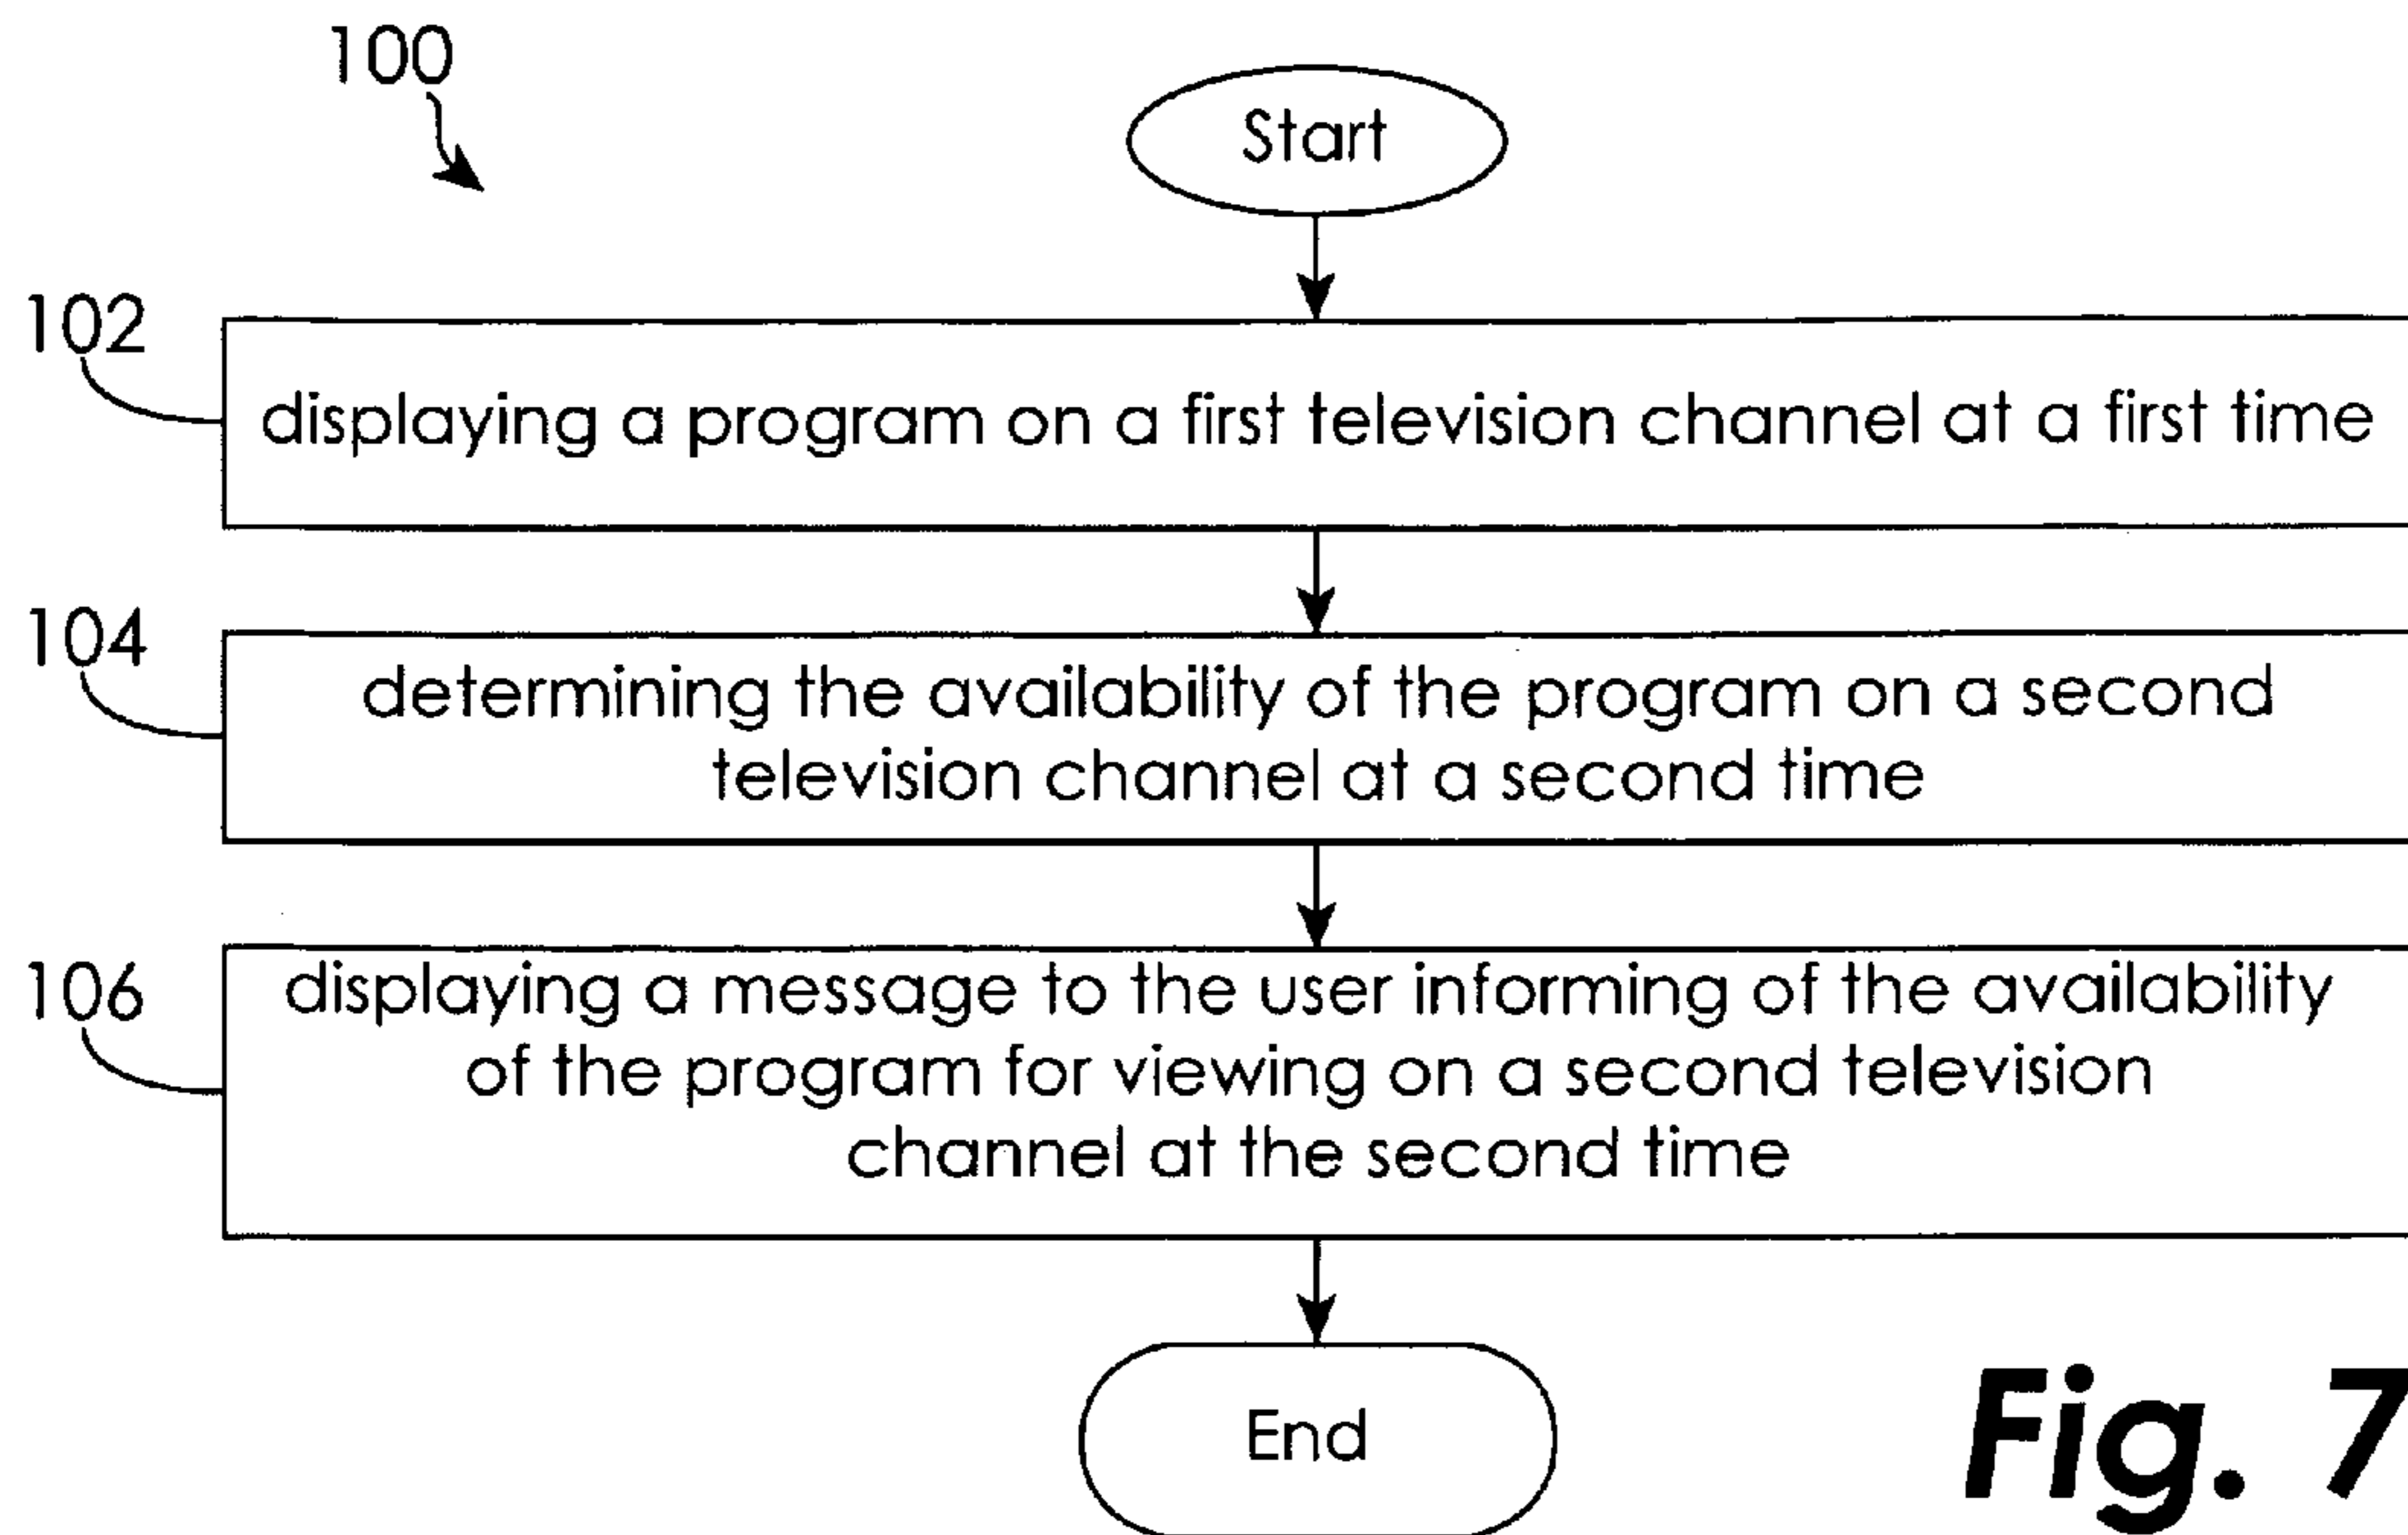 100
Start
102
displaying a program on a first television channel at a first time
104
determining the availability of the program on a second
television channel at a second time
106
displaying a message to the user informing of the availability
of the program for viewing on a second television
channel at the second time
End
Fig. 7